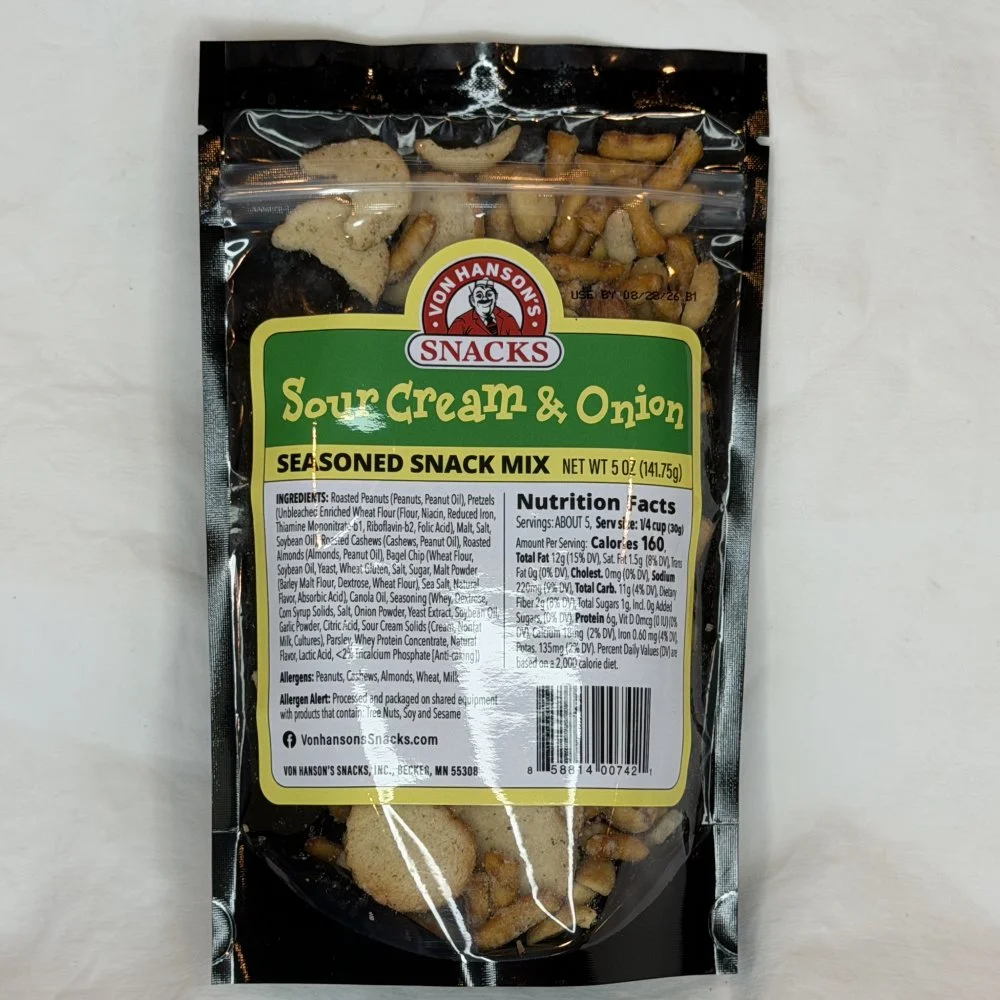 VON HANSON'S
SNACKS
USE BY 08/28/26 B1
Sour Cream & Onion
SEASONED SNACK MIX NET WT 5 OZ (141.75g)
INGREDIENTS: Roasted Peanuts (Peanuts, Peanut Oil), Pretzels
(Unbleached Enriched Wheat Flour (Flour, Niacin, Reduced Iron,
Thiamine Mononitrate-b1, Riboflavin-b2, Folic Acid), Malt, Salt,
Soybean Oil), Roasted Cashews (Cashews, Peanut Oil), Roasted
Almonds (Almonds, Peanut Oil), Bagel Chip (Wheat Flour,
Soybean Oil, Yeast, Wheat Gluten, Salt, Sugar, Malt Powder
(Barley Malt Flour, Dextrose, Wheat Flour), Sea Salt, Natural
Flavor, Absorbic Acid), Canola Oil, Seasoning (Whey, Dextrose,
Corn Syrup Solids, Salt, Onion Powder, Yeast Extract, Soybean Oil,
Garlic Powder, Citric Acid, Sour Cream Solids (Cream, Nonfat
Milk, Cultures), Parsley, Whey Protein Concentrate, Natural
Flavor, Lactic Acid, <2% Tricalcium Phosphate [Anti-caking])
Allergens: Peanuts, Cashews, Almonds, Wheat, Milk
Allergen Alert: Processed and packaged on shared equipment
with products that contain: Tree Nuts, Soy and Sesame
VonhansonsSnacks.com
VON HANSON'S SNACKS, INC., BECKER, MN 55308
Nutrition Facts
Servings: ABOUT 5, Serv size: 1/4 cup (30g)
Amount Per Serving: Calories 160,
Total Fat 12g (15% DV), Sat. Fat 1.5g (8% DV), Trans
Fat 0g (0% DV), Cholest. 0mg (0% DV), Sodium
220mg (9% DV), Total Carb. 11g (4% DV), Dietary
Fiber 2g (8% DV), Total Sugars 1g, Incl. 0g Added
Sugars, (0% DV), Protein 6g, Vit D 0mcg (0 IU) (0%
DV), Calcium mg (2% DV), Iron 0.60 mg (4% DV),
Potas. 135mg (2% DV). Percent Daily Values (DV) are
based on a 2,000 calorie diet.
8 58814 00742 1